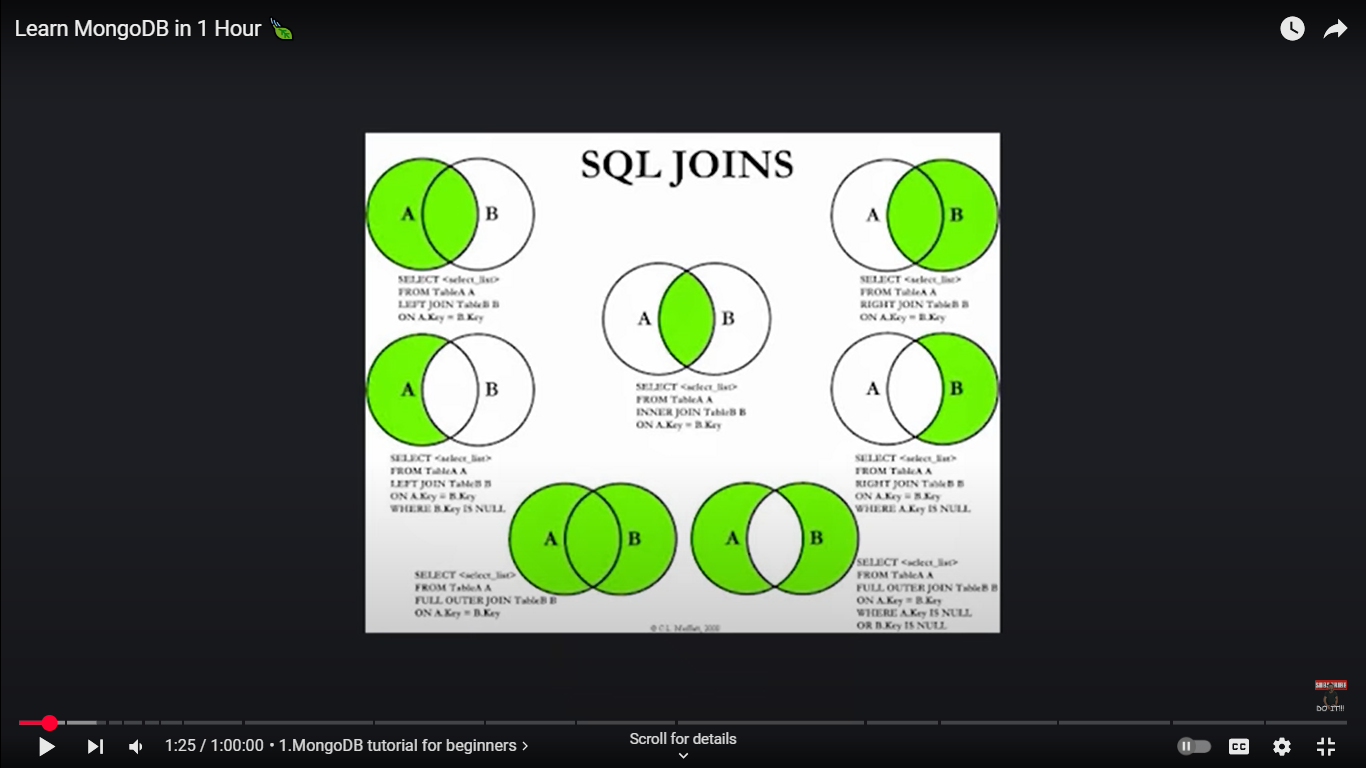 Learn MongoDB in 1 Hour
SQL JOINS
A B
SELECT <select_list>
FROM TableA A
LEFT JOIN TableB B
ON A.Key = B.Key
A B
SELECT <select_list>
FROM TableA A
RIGHT JOIN TableB B
ON A.Key = B.Key
A B
SELECT <select_list>
FROM TableA A
INNER JOIN TableB B
ON A.Key = B.Key
A B
SELECT <select_list>
FROM TableA A
LEFT JOIN TableB B
ON A.Key = B.Key
WHERE B.Key IS NULL
A B
SELECT <select_list>
FROM TableA A
RIGHT JOIN TableB B
ON A.Key = B.Key
WHERE A.Key IS NULL
A B
SELECT <select_list>
FROM TableA A
FULL OUTER JOIN TableB B
ON A.Key = B.Key
A B
SELECT <select_list>
FROM TableA A
FULL OUTER JOIN TableB B
ON A.Key = B.Key
WHERE A.Key IS NULL
OR B.Key IS NULL
© C.L. Moffatt, 2008
SUBSCRIBE
DO IT!!
1:25 / 1:00:00 • 1.MongoDB tutorial for beginners >
Scroll for details
CC